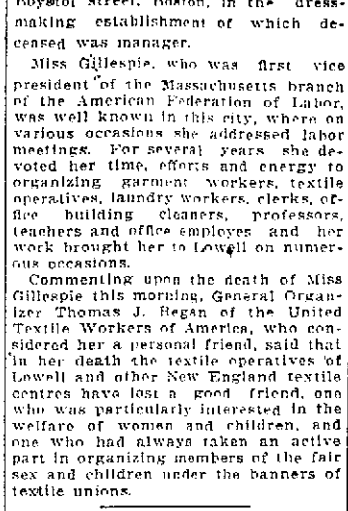 Boylston street, Boston, in the dress-
making establishment of which de-
ceased was manager.
Miss Gillespie, who was first vice
president of the Massachusetts branch
of the American Federation of Labor,
was well known in this city, where on
various occasions she addressed labor
meetings. For several years she de-
voted her time, efforts and energy to
organizing garment workers, textile
operatives, laundry workers, clerks, of-
fice building cleaners, professors,
teachers and office employes and her
work brought her to Lowell on numer-
ous occasions.
Commenting upon the death of Miss
Gillespie this morning, General Organ-
izer Thomas J. Regan of the United
Textile Workers of America, who con-
sidered her a personal friend, said that
in her death the textile operatives of
Lowell and other New England textile
centres have lost a good friend, one
who was particularly interested in the
welfare of women and children, and
one who had always taken an active
part in organizing members of the fair
sex and children under the banners of
textile unions.